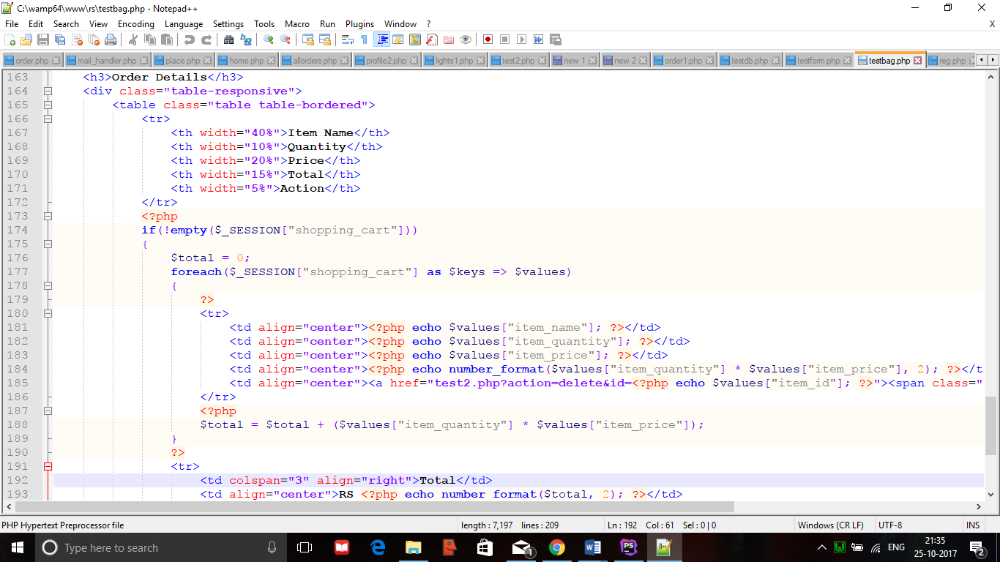 C:\wamp64\www\rs\testbag.php - Notepad++
File Edit Search View Encoding Language Settings Tools Macro Run Plugins Window ? X
order.php mail_handler.php place.php home.php allorders.php profile2.php lights1.php test2.php new 1 new 2 order1.php testdb.php testform.php testbag.php reg.php
163 <h3>Order Details</h3>
164 <div class="table-responsive">
165 <table class="table table-bordered">
166 <tr>
167 <th width="40%">Item Name</th>
168 <th width="10%">Quantity</th>
169 <th width="20%">Price</th>
170 <th width="15%">Total</th>
171 <th width="5%">Action</th>
172 </tr>
173 <?php
174 if(!empty($_SESSION["shopping_cart"]))
175 {
176 $total = 0;
177 foreach($_SESSION["shopping_cart"] as $keys => $values)
178 {
179 ?>
180 <tr>
181 <td align="center"><?php echo $values["item_name"]; ?></td>
182 <td align="center"><?php echo $values["item_quantity"]; ?></td>
183 <td align="center"><?php echo $values["item_price"]; ?></td>
184 <td align="center"><?php echo number_format($values["item_quantity"] * $values["item_price"], 2); ?></t
185 <td align="center"><a href="test2.php?action=delete&id=<?php echo $values["item_id"]; ?>"><span class="
186 </tr>
187 <?php
188 $total = $total + ($values["item_quantity"] * $values["item_price"]);
189 }
190 ?>
191 <tr>
192 <td colspan="3" align="right">Total</td>
193 <td align="center">RS <?php echo number_format($total, 2); ?></td>
PHP Hypertext Preprocessor file length : 7,197 lines : 209 Ln : 192 Col : 61 Sel : 0 | 0 Windows (CR LF) UTF-8 INS
Type here to search 1 W PS ENG 21:35
25-10-2017 2